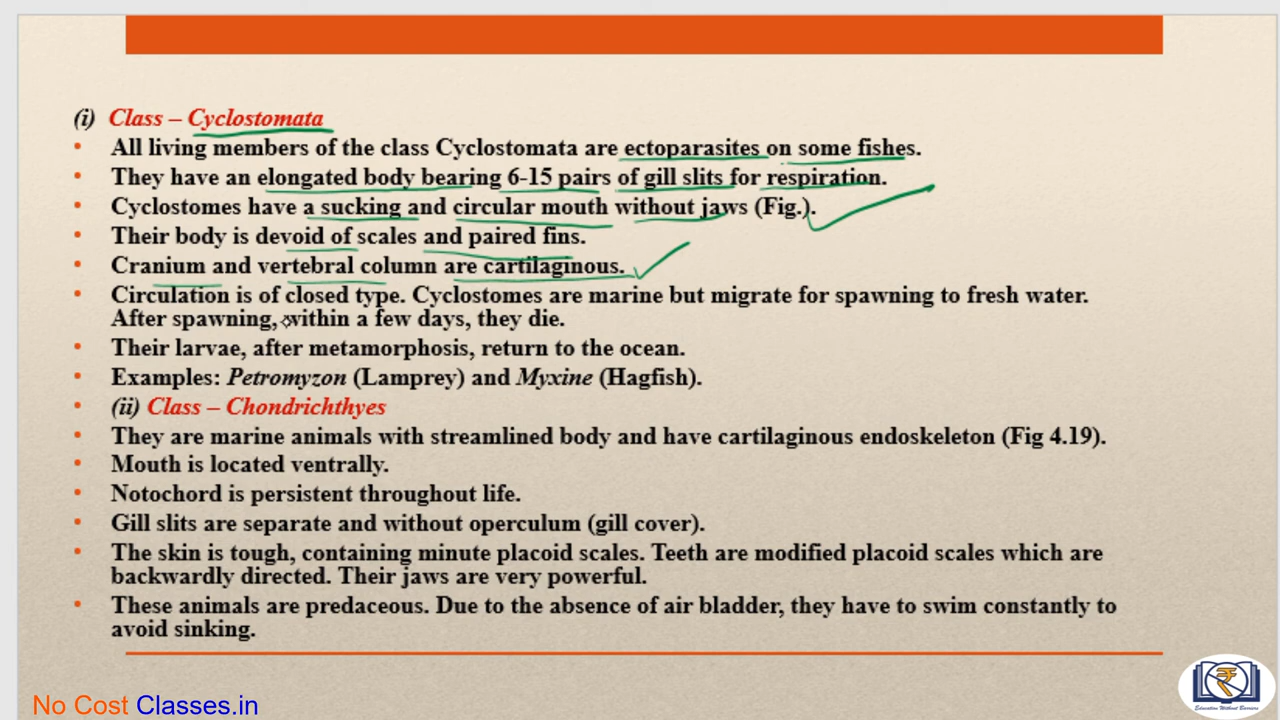 (i) Class – Cyclostomata
• All living members of the class Cyclostomata are ectoparasites on some fishes.
• They have an elongated body bearing 6-15 pairs of gill slits for respiration.
• Cyclostomes have a sucking and circular mouth without jaws (Fig.).
• Their body is devoid of scales and paired fins.
• Cranium and vertebral column are cartilaginous.
• Circulation is of closed type. Cyclostomes are marine but migrate for spawning to fresh water.
After spawning, within a few days, they die.
• Their larvae, after metamorphosis, return to the ocean.
• Examples: Petromyzon (Lamprey) and Myxine (Hagfish).
• (ii) Class – Chondrichthyes
• They are marine animals with streamlined body and have cartilaginous endoskeleton (Fig 4.19).
• Mouth is located ventrally.
• Notochord is persistent throughout life.
• Gill slits are separate and without operculum (gill cover).
• The skin is tough, containing minute placoid scales. Teeth are modified placoid scales which are
backwardly directed. Their jaws are very powerful.
• These animals are predaceous. Due to the absence of air bladder, they have to swim constantly to
avoid sinking.
No Cost Classes.in
₹
Education Without Barriers